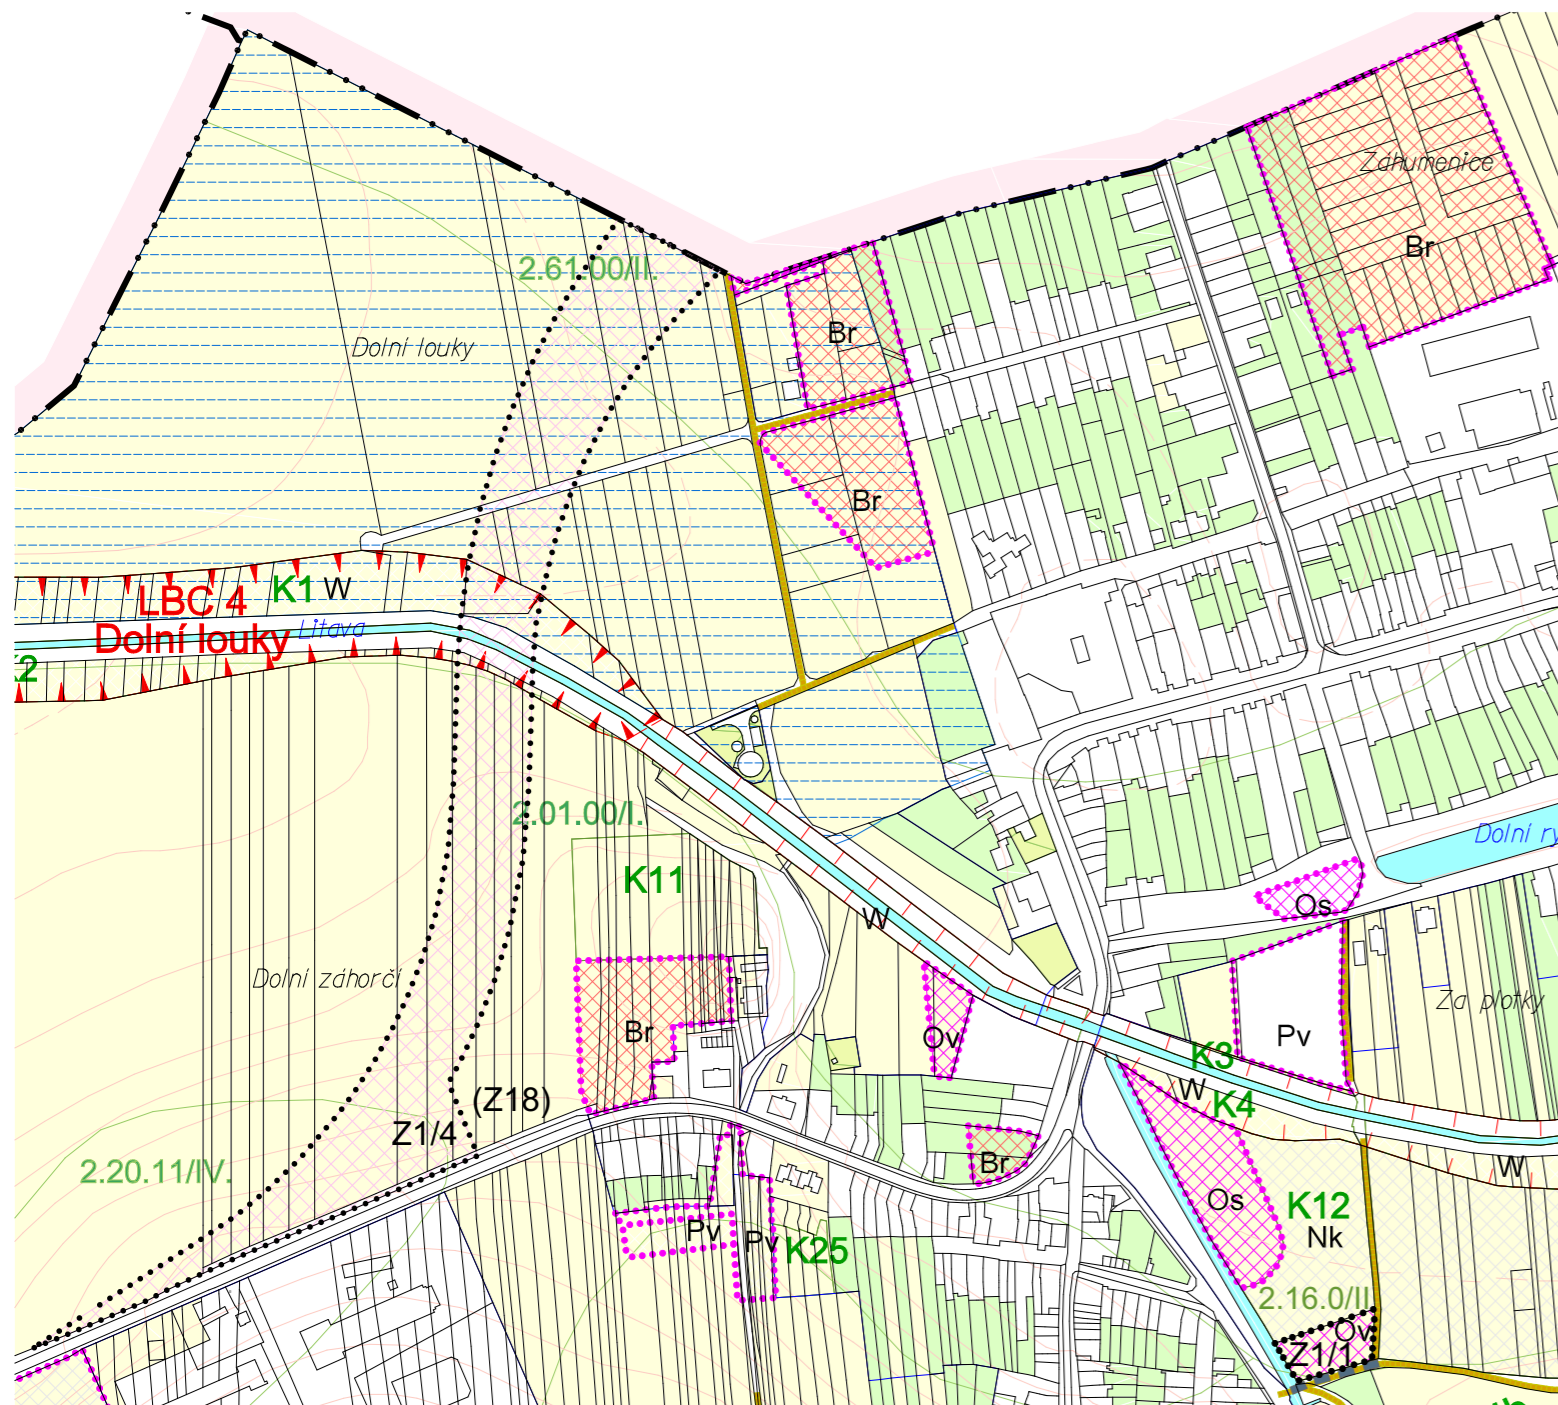 Záhumenice
Br
2.61.00/II.
Br
Dolní louky
Br
K1 W
LBC 4
Dolní louky
Litava
2.01.00/I.
Dolní
K11
Os
W
Dolní záhorčí
Za plotky
Br
Ov
Pv
K3
W
K4
(Z18)
Z1/4
Br
W
2.20.11/IV.
Os
K12
Nk
Pv
Pv
K25
2.16.0/II
Ov
Z1/1